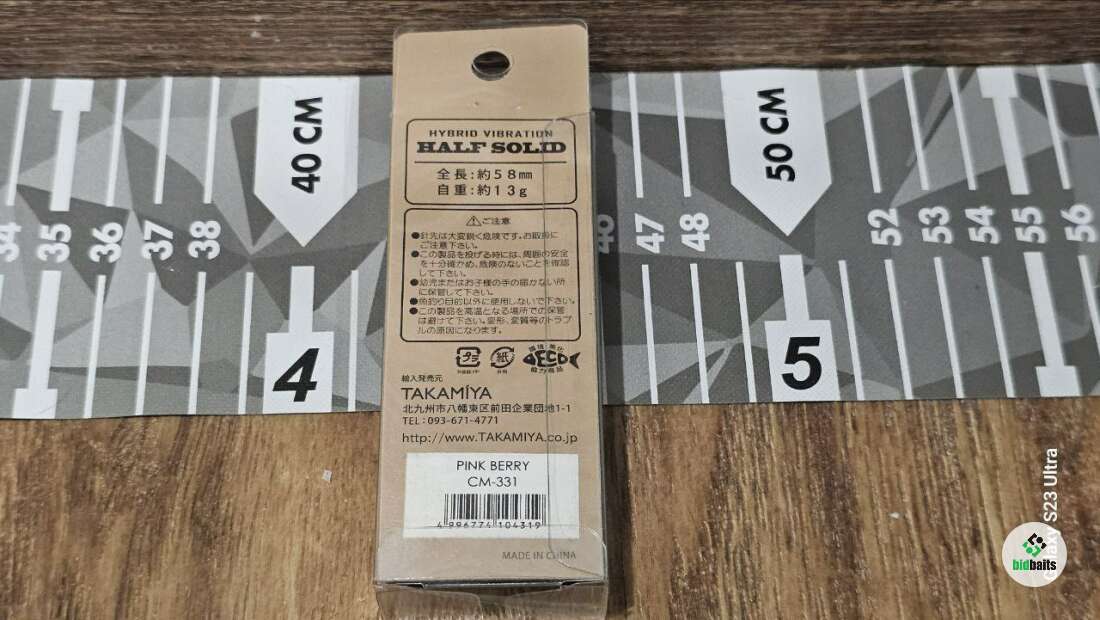 HYBRID VIBRATION
HALF SOLID
全長:約58mm
自重:約13g
⚠ご注意
●針先は大変鋭く危険です。お取扱に
ご注意下さい。
●この製品を投げる時には、周囲の安全
を十分確かめ、危険のないことを確認
して下さい。
●幼児またはお子様の手の届かない所
に保管して下さい。
●魚釣り目的以外に使用しないで下さい。
●この製品を高温となる場所での保管
は避けて下さい。変形、変質等のトラブ
ルの原因になります。
プラ
紙
ECO
輸入発売元
TAKAMIYA
北九州市八幡東区前田企業団地1-1
TEL:093-671-4771
http://www.TAKAMIYA.co.jp
PINK BERRY
CM-331
4 996774 104319
MADE IN CHINA
40 CM
50 CM
34 35 36 37 38
46 47 48
52 53 54 55 56
4
5
Galaxy S23 Ultra
bidbaits